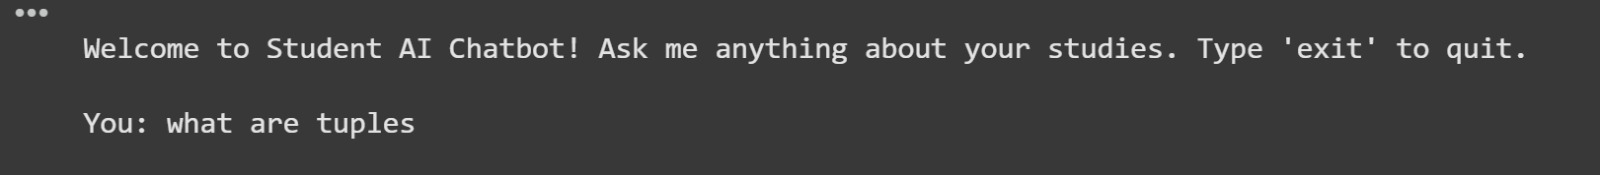 Welcome to Student AI Chatbot! Ask me anything about your studies. Type 'exit' to quit.
You: what are tuples